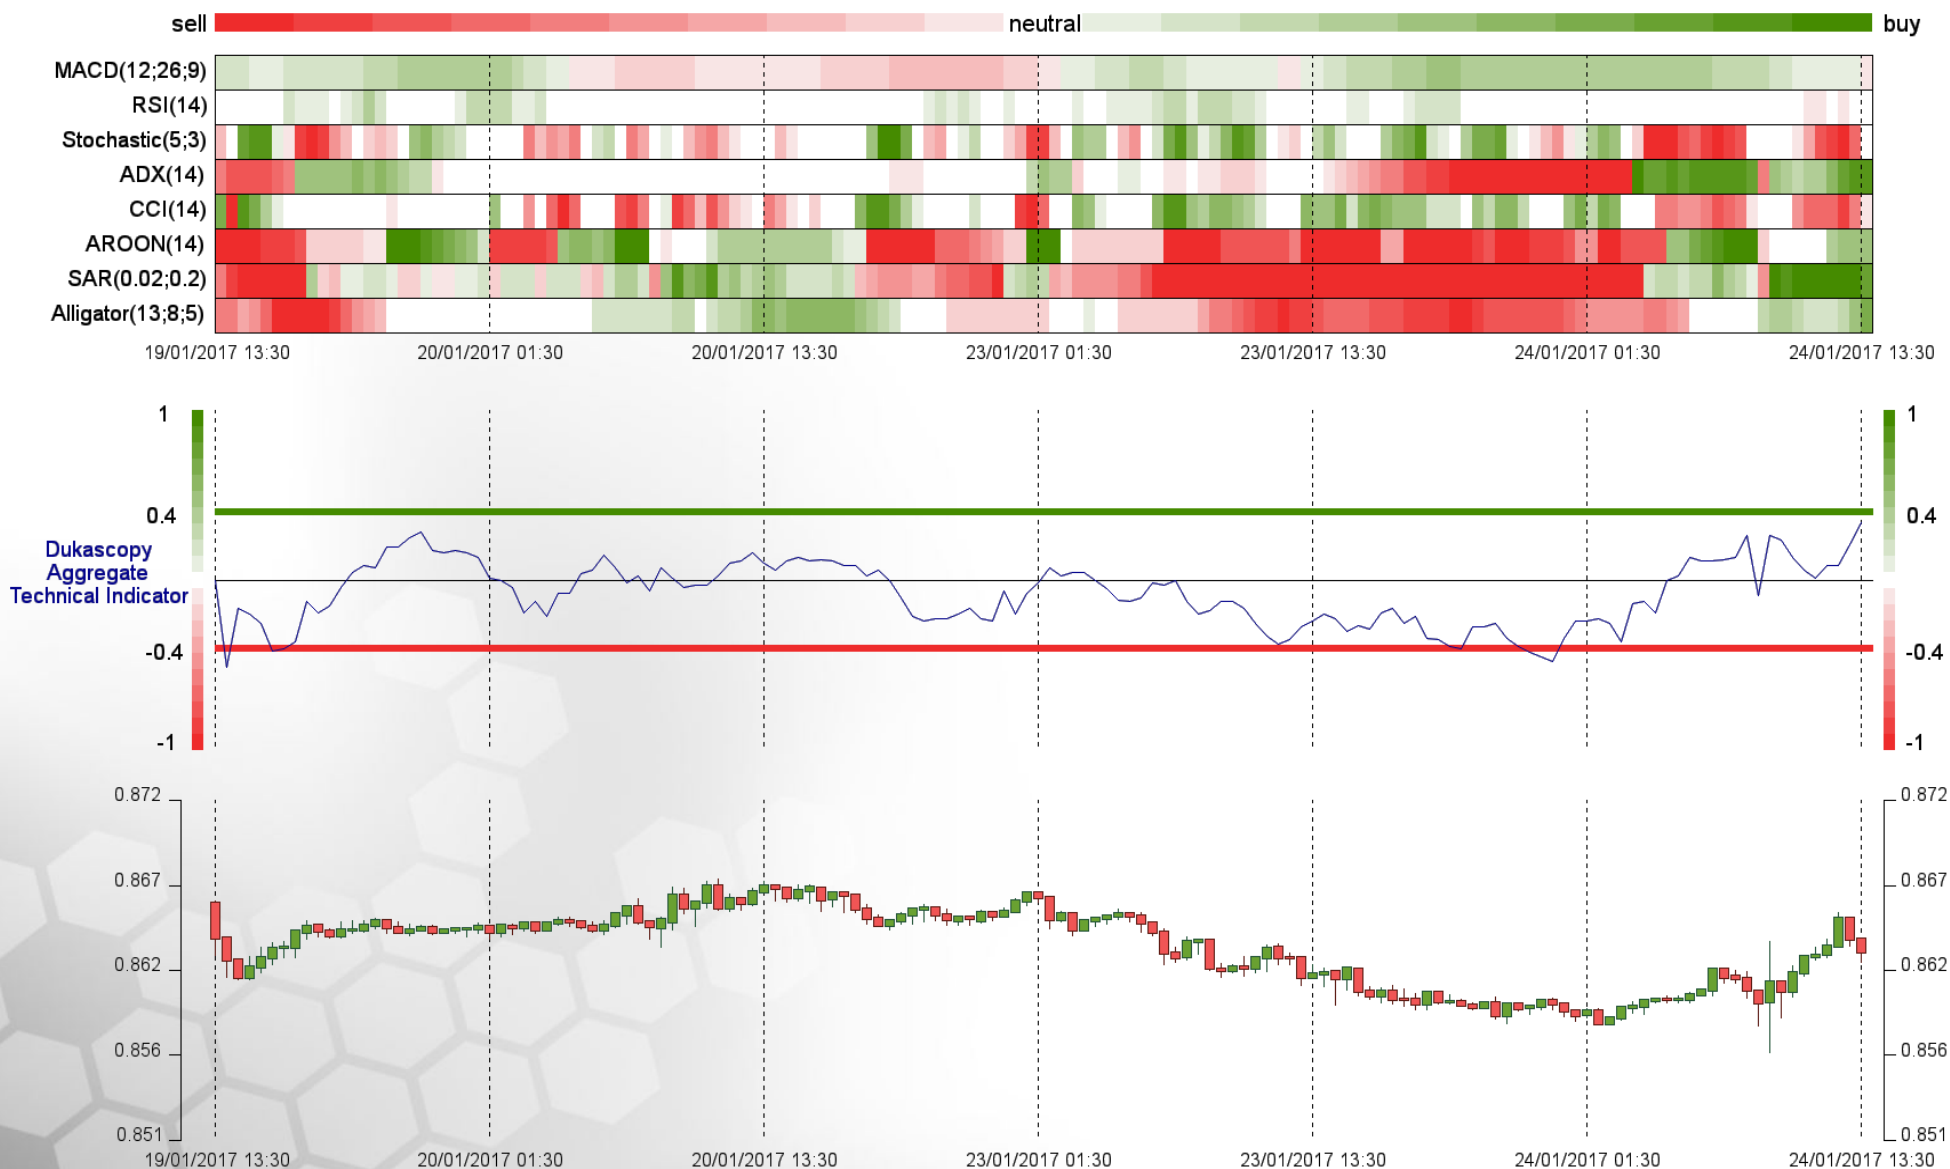 sell neutral buy
MACD(12;26;9)
RSI(14)
Stochastic(5;3)
ADX(14)
CCI(14)
AROON(14)
SAR(0.02;0.2)
Alligator(13;8;5)
19/01/2017 13:30 20/01/2017 01:30 20/01/2017 13:30 23/01/2017 01:30 23/01/2017 13:30 24/01/2017 01:30 24/01/2017 13:30
1 1
0.4 0.4
Dukascopy
Aggregate
Technical Indicator
-0.4 -0.4
-1 -1
0.872 0.872
0.867 0.867
0.862 0.862
0.856 0.856
0.851 0.851
19/01/2017 13:30 20/01/2017 01:30 20/01/2017 13:30 23/01/2017 01:30 23/01/2017 13:30 24/01/2017 01:30 24/01/2017 13:30